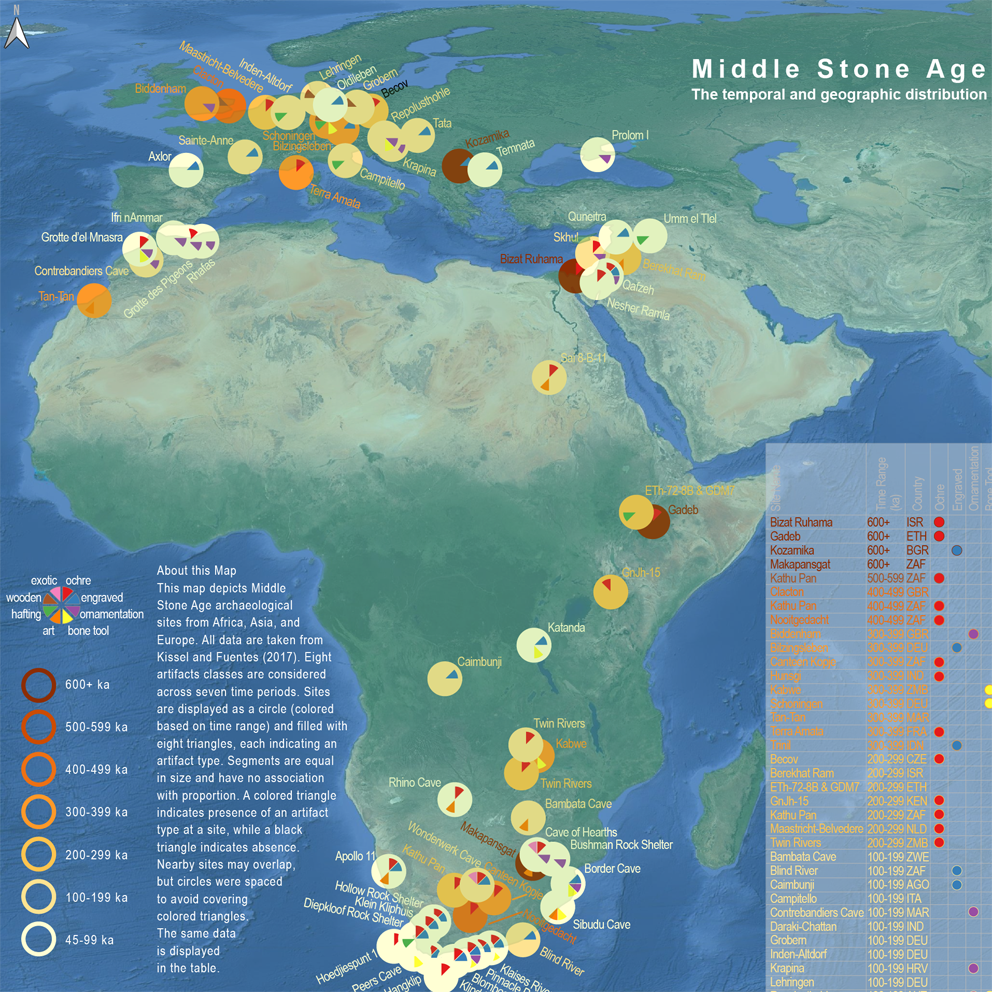 N
Middle Stone Age
The temporal and geographic distribution
Maastricht-Belvedere
Inden-Altdorf
Lehringen
Oldileben
Grobern
Becov
Biddenham
Clacton
Repolusthohle
Tata
Schoningen
Bilzingsleben
Sainte-Anne
Krapina
Kozarnika
Temnata
Prolom I
Axlor
Terra Amata
Campitello
Ifri nAmmar
Grotte d'el Mnasra
Contrebandiers Cave
Grotte des Pigeons
Rhafas
Tan-Tan
Quneitra
Umm el Tlel
Skhul
Bizat Ruhama
Berekhat Ram
Qafzeh
Nesher Ramla
Sai 8-B-11
ETh-72-8B & GDM7
Gadeb
GnJh-15
Katanda
Caimbunji
Twin Rivers
Kabwe
Twin Rivers
Rhino Cave
Bambata Cave
Makapansgat
Cave of Hearths
Bushman Rock Shelter
Border Cave
Wonderwerk Cave
Kathu Pan
Canteen Kopje
Apollo 11
Sibudu Cave
Nooitgedacht
Hollow Rock Shelter
Klein Kliphuis
Diepkloof Rock Shelter
Blind River
Hoedjiespunt 1
Peers Cave
Hangklip
Klasies Rive
Pinnacle
Blombo
exotic ochre
wooden engraved
hafting ornamentation
art bone tool
600+ ka
500-599 ka
400-499 ka
300-399 ka
200-299 ka
100-199 ka
45-99 ka
About this Map
This map depicts Middle
Stone Age archaeological
sites from Africa, Asia, and
Europe. All data are taken from
Kissel and Fuentes (2017). Eight
artifacts classes are considered
across seven time periods. Sites
are displayed as a circle (colored
based on time range) and filled with
eight triangles, each indicating an
artifact type. Segments are equal
in size and have no association
with proportion. A colored triangle
indicates presence of an artifact
type at a site, while a black
triangle indicates absence.
Nearby sites may overlap,
but circles were spaced
to avoid covering
colored triangles.
The same data
is displayed
in the table.
Time Range (ka) Country Ochre Engraved Ornamentation Bone Tool
Bizat Ruhama 600+ ISR
Gadeb 600+ ETH
Kozarnika 600+ BGR
Makapansgat 600+ ZAF
Kathu Pan 500-599 ZAF
Clacton 400-499 GBR
Kathu Pan 400-499 ZAF
Nooitgedacht 400-499 ZAF
Biddenham 300-399 GBR
Bilzingsleben 300-399 DEU
Canteen Kopje 300-399 ZAF
Hunsgi 300-399 IND
Kabwe 300-399 ZMB
Schoningen 300-399 DEU
Tan-Tan 300-399 MAR
Terra Amata 300-399 FRA
Trinil 300-399 IDN
Becov 200-299 CZE
Berekhat Ram 200-299 ISR
ETh-72-8B & GDM7 200-299 ETH
GnJh-15 200-299 KEN
Kathu Pan 200-299 ZAF
Maastricht-Belvedere 200-299 NLD
Twin Rivers 200-299 ZMB
Bambata Cave 100-199 ZWE
Blind River 100-199 ZAF
Caimbunji 100-199 AGO
Campitello 100-199 ITA
Contrebandiers Cave 100-199 MAR
Daraki-Chattan 100-199 IND
Grobern 100-199 DEU
Inden-Altdorf 100-199 DEU
Krapina 100-199 HRV
Lehringen 100-199 DEU